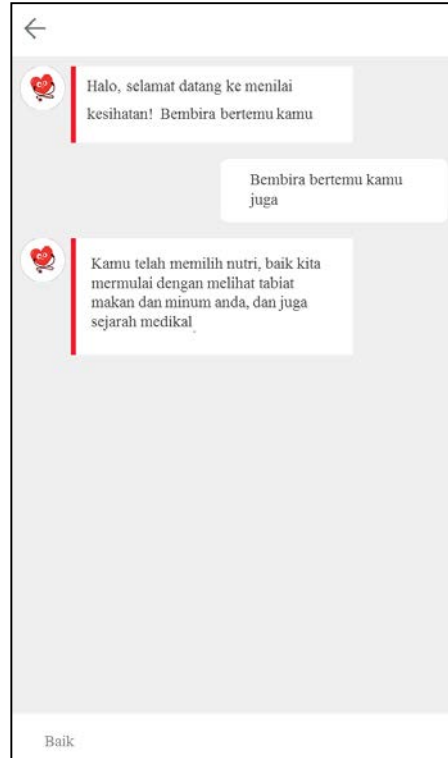 Halo, selamat datang ke menilai
kesihatan! Bembira bertemu kamu
Bembira bertemu kamu
juga
Kamu telah memilih nutri, baik kita
mermulai dengan melihat tabiat
makan dan minum anda, dan juga
sejarah medikal
Baik